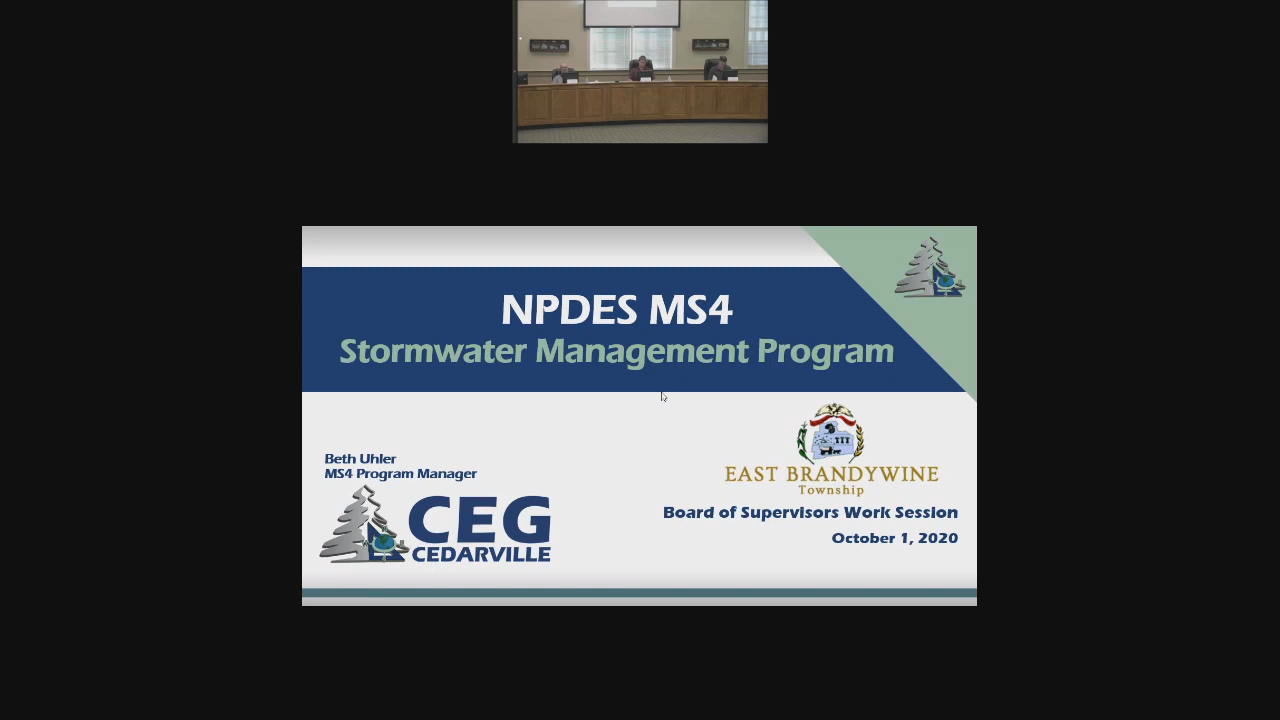 NPDES MS4
Stormwater Management Program
Beth Uhler
MS4 Program Manager
CEG
CEDARVILLE
EAST BRANDYWINE
Township
Board of Supervisors Work Session
October 1, 2020